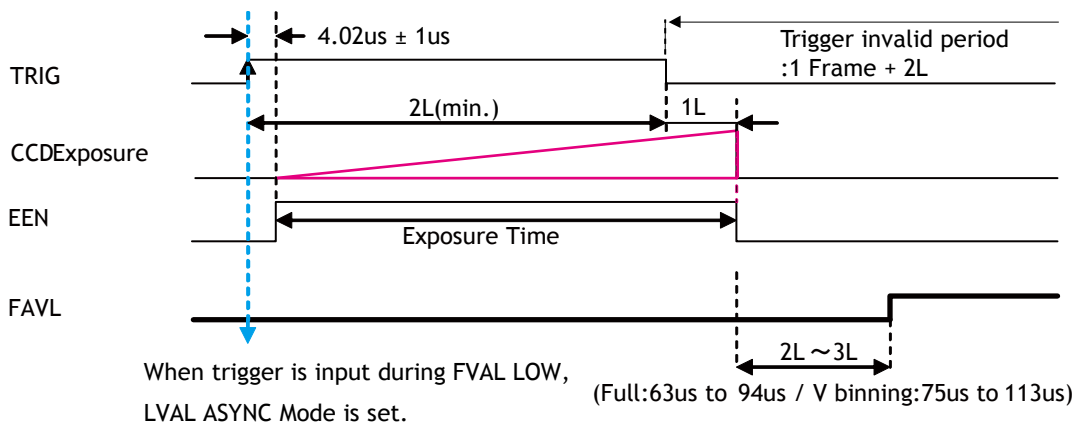 4.02us ± 1us
Trigger invalid period
:1 Frame + 2L
TRIG
2L(min.)
1L
CCDExposure
EEN
Exposure Time
FAVL
2L～3L
When trigger is input during FVAL LOW,
LVAL ASYNC Mode is set.
(Full:63us to 94us / V binning:75us to 113us)